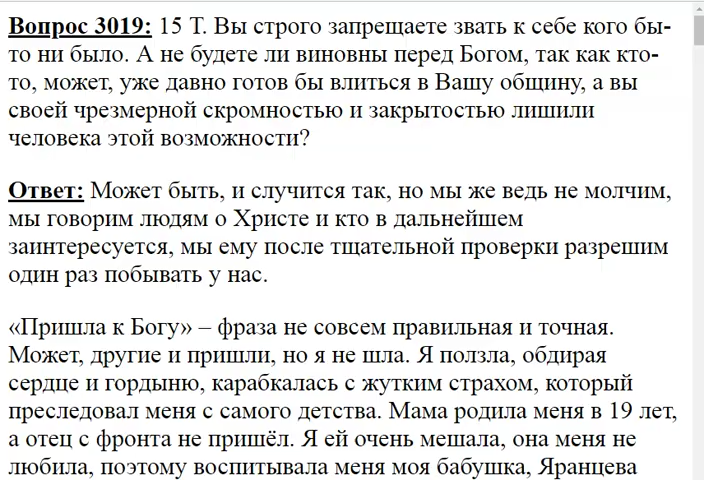 Вопрос 3019: 15 Т. Вы строго запрещаете звать к себе кого бы-
то ни было. А не будете ли виновны перед Богом, так как кто-
то, может, уже давно готов бы влиться в Вашу общину, а вы
своей чрезмерной скромностью и закрытостью лишили
человека этой возможности?
Ответ: Может быть, и случится так, но мы же ведь не молчим,
мы говорим людям о Христе и кто в дальнейшем
заинтересуется, мы ему после тщательной проверки разрешим
один раз побывать у нас.
«Пришла к Богу» – фраза не совсем правильная и точная.
Может, другие и пришли, но я не шла. Я ползла, обдирая
сердце и гордыню, карабкалась с жутким страхом, который
преследовал меня с самого детства. Мама родила меня в 19 лет,
а отец с фронта не пришёл. Я ей очень мешала, она меня не
любила, поэтому воспитывала меня моя бабушка, Яранцева